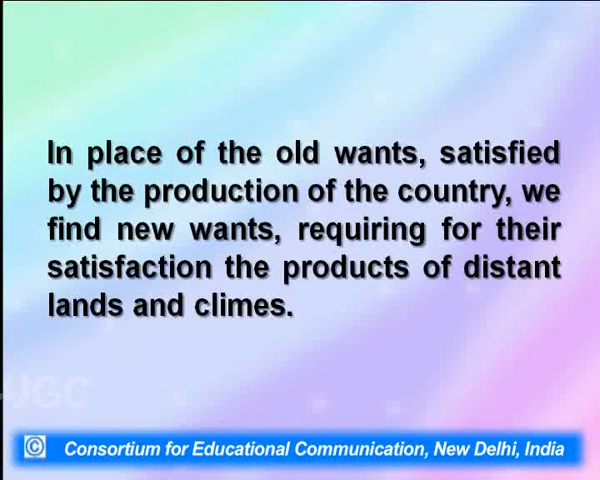 In place of the old wants, satisfied
by the production of the country, we
find new wants, requiring for their
satisfaction the products of distant
lands and climes.
UGC
© Consortium for Educational Communication, New Delhi, India